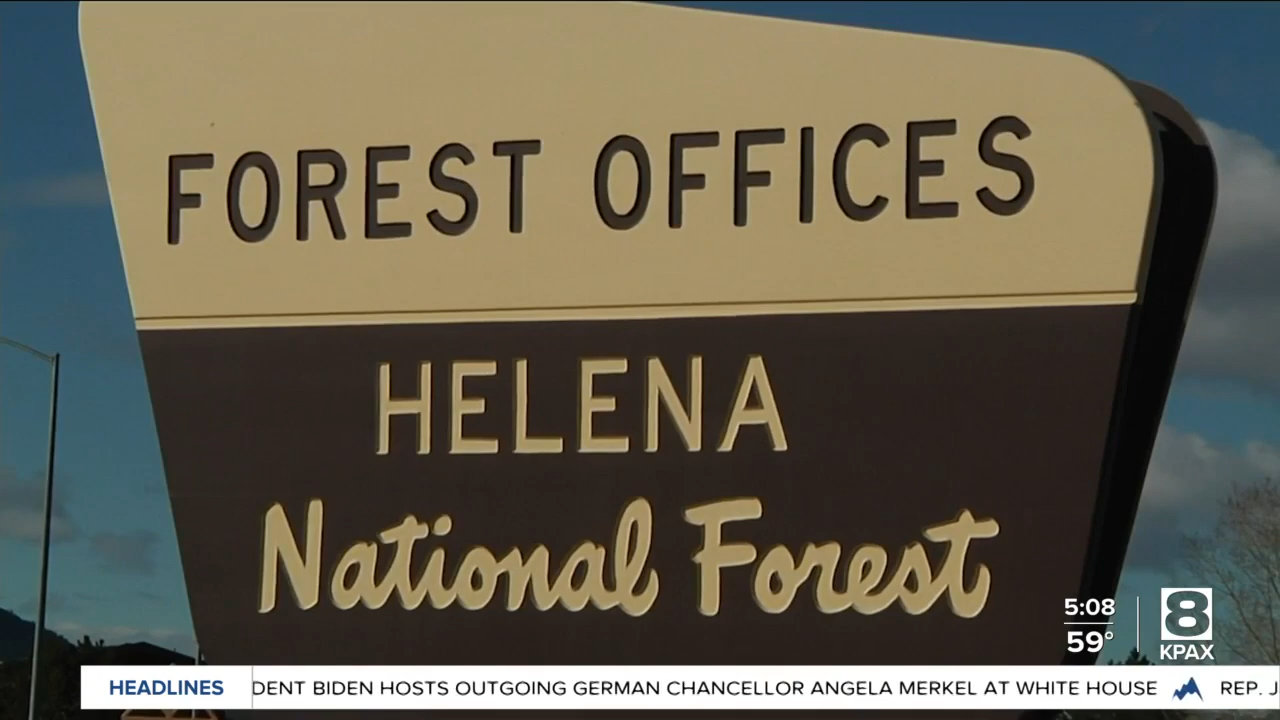 FOREST OFFICES
HELENA
National Forest
5:08
59°
8
KPAX
HEADLINES
DENT BIDEN HOSTS OUTGOING GERMAN CHANCELLOR ANGELA MERKEL AT WHITE HOUSE
REP. J